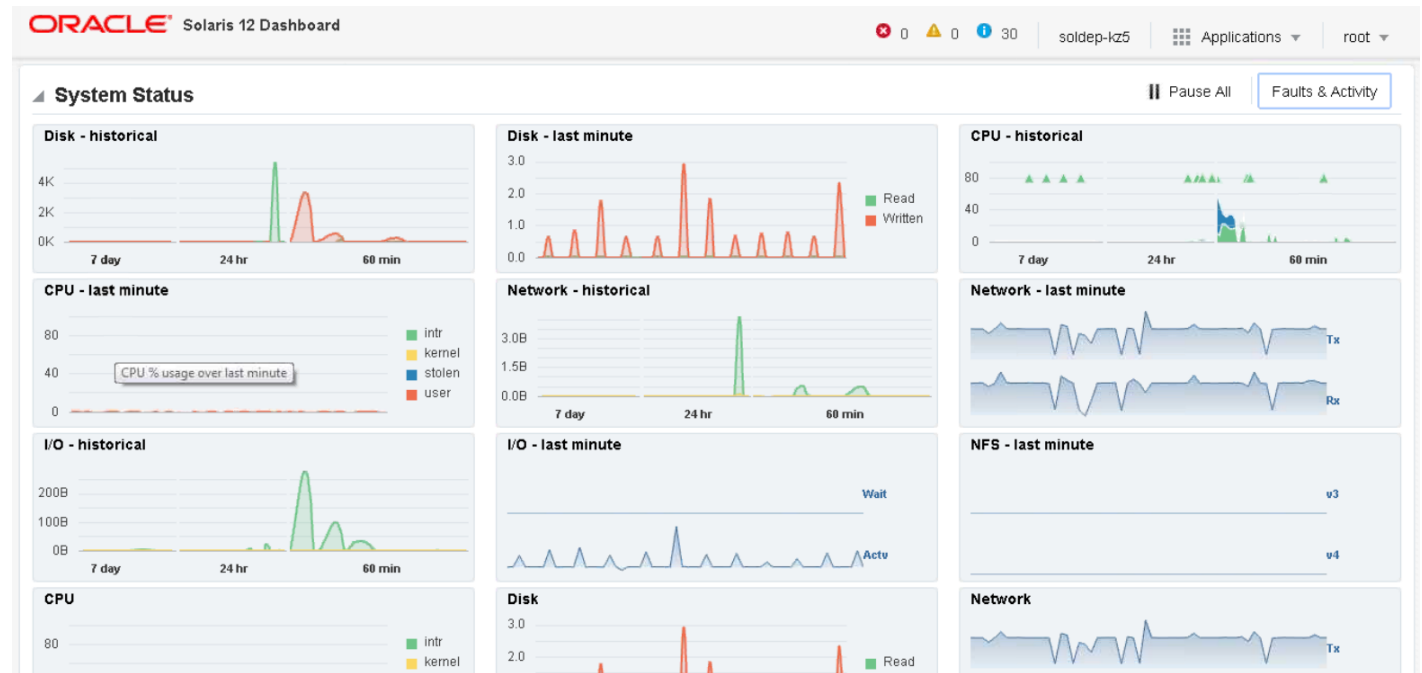 ORACLE® Solaris 12 Dashboard
0 0 30 soldep-kz5 Applications root
System Status
Pause All Faults & Activity
Disk - historical
4K
2K
0K
7 day 24 hr 60 min
Disk - last minute
3.0
2.0
1.0
0.0
Read
Written
CPU - historical
80
40
0
7 day 24 hr 60 min
CPU - last minute
80
40
0
CPU % usage over last minute
intr
kernel
stolen
user
Network - historical
3.0B
1.5B
0.0B
7 day 24 hr 60 min
Network - last minute
Tx
Rx
I/O - historical
200B
100B
0B
7 day 24 hr 60 min
I/O - last minute
Wait
Actv
NFS - last minute
v3
v4
CPU
80
intr
kernel
Disk
3.0
2.0
Read
Network
Tx